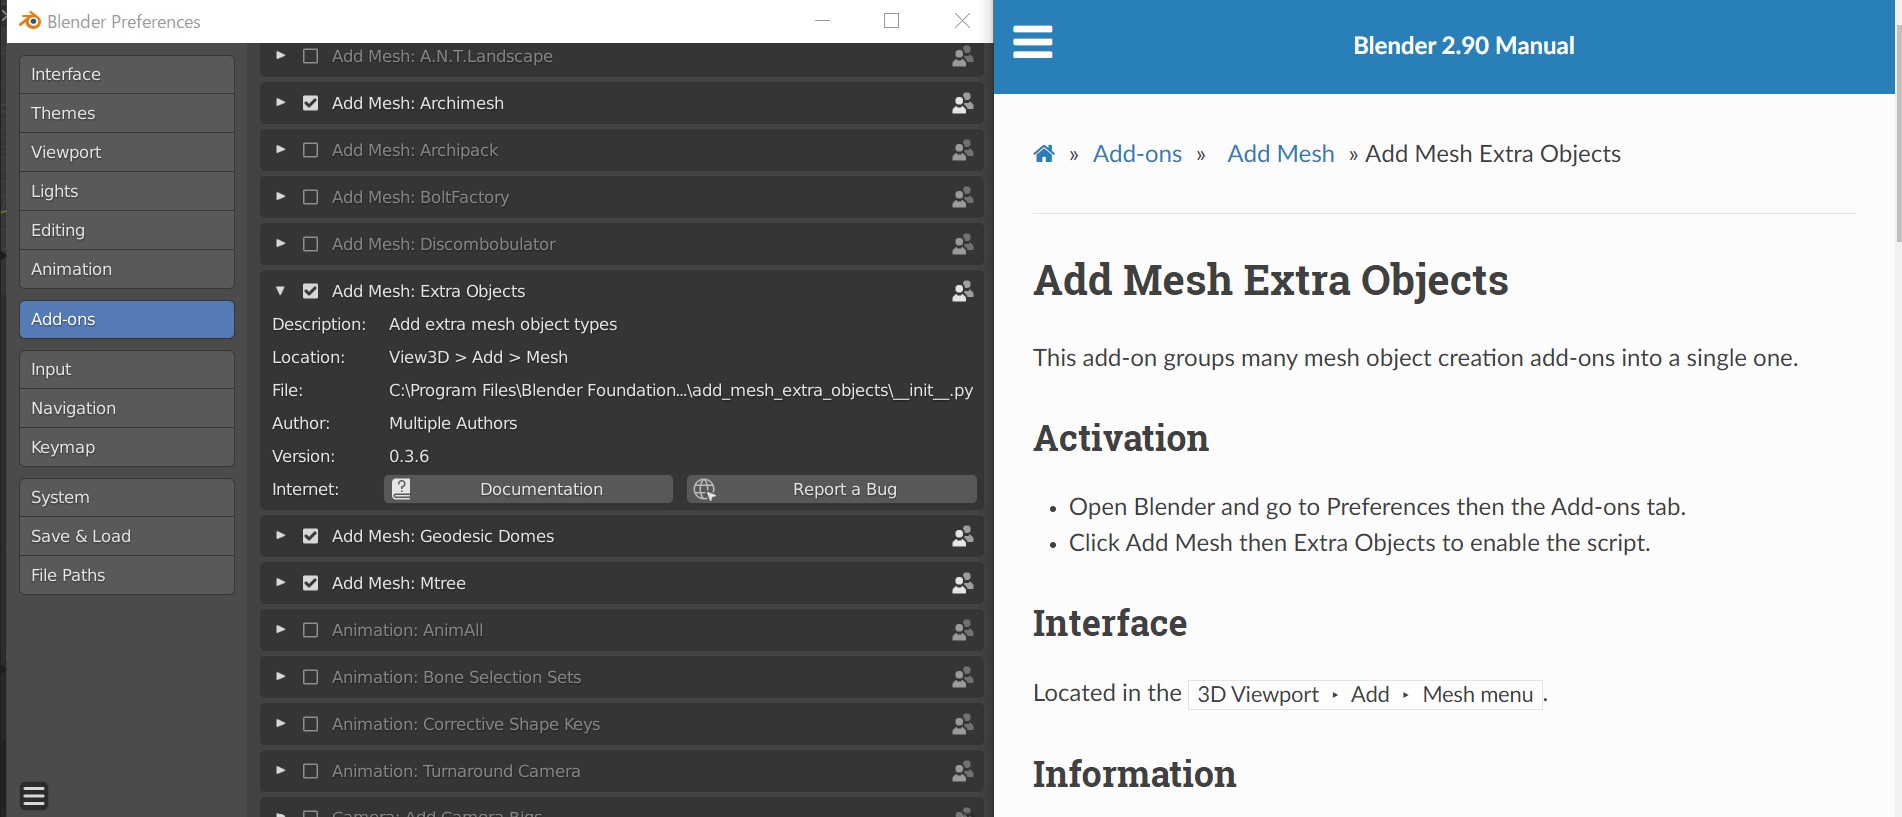 Blender Preferences
Interface
Themes
Viewport
Lights
Editing
Animation
Add-ons
Input
Navigation
Keymap
System
Save & Load
File Paths
Add Mesh: A.N.T.Landscape
Add Mesh: Archimesh
Add Mesh: Archipack
Add Mesh: BoltFactory
Add Mesh: Discombobulator
Add Mesh: Extra Objects
Description: Add extra mesh object types
Location: View3D > Add > Mesh
File: C:\Program Files\Blender Foundation...\add_mesh_extra_objects\__init__.py
Author: Multiple Authors
Version: 0.3.6
Internet: Documentation Report a Bug
Add Mesh: Geodesic Domes
Add Mesh: Mtree
Animation: AnimAll
Animation: Bone Selection Sets
Animation: Corrective Shape Keys
Animation: Turnaround Camera
Camera: Add Camera Rigs
Blender 2.90 Manual
» Add-ons » Add Mesh » Add Mesh Extra Objects
Add Mesh Extra Objects
This add-on groups many mesh object creation add-ons into a single one.
Activation
• Open Blender and go to Preferences then the Add-ons tab.
• Click Add Mesh then Extra Objects to enable the script.
Interface
Located in the 3D Viewport ‣ Add ‣ Mesh menu.
Information